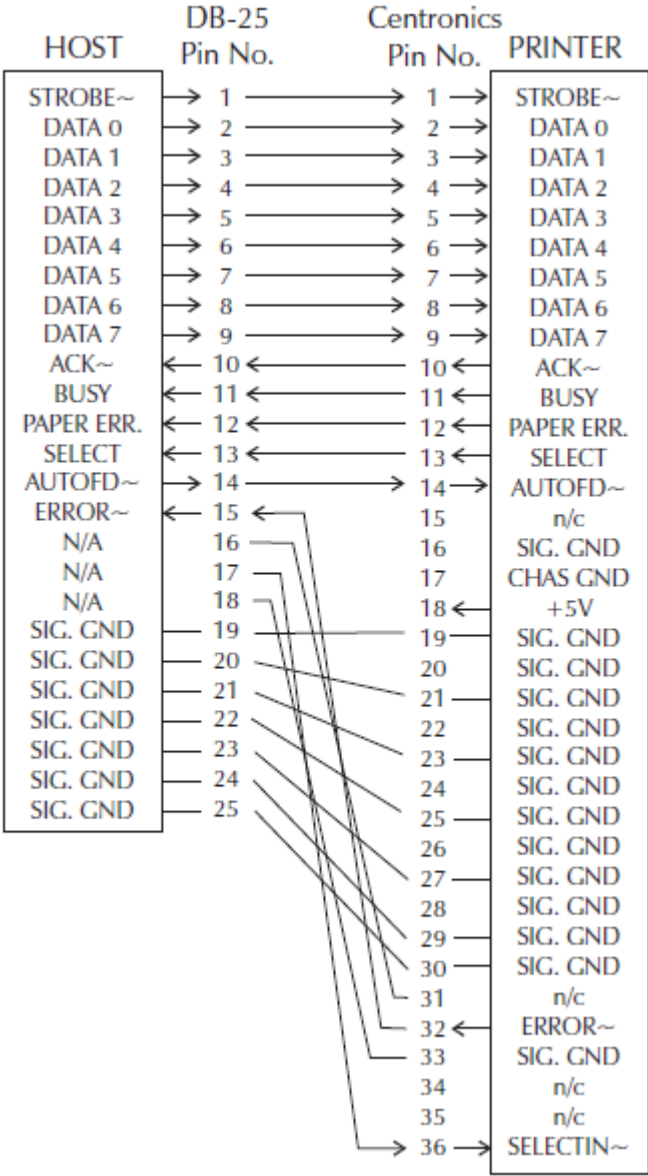 DB-25 Centronics
HOST Pin No. Pin No. PRINTER
STROBE~ 1 1 STROBE~
DATA 0 2 2 DATA 0
DATA 1 3 3 DATA 1
DATA 2 4 4 DATA 2
DATA 3 5 5 DATA 3
DATA 4 6 6 DATA 4
DATA 5 7 7 DATA 5
DATA 6 8 8 DATA 6
DATA 7 9 9 DATA 7
ACK~ 10 10 ACK~
BUSY 11 11 BUSY
PAPER ERR. 12 12 PAPER ERR.
SELECT 13 13 SELECT
AUTOFD~ 14 14 AUTOFD~
ERROR~ 15 15 n/c
N/A 16 16 SIG. GND
N/A 17 17 CHAS GND
N/A 18 18 +5V
SIG. GND 19 19 SIG. GND
SIG. GND 20 20 SIG. GND
SIG. GND 21 21 SIG. GND
SIG. GND 22 22 SIG. GND
SIG. GND 23 23 SIG. GND
SIG. GND 24 24 SIG. GND
SIG. GND 25 25 SIG. GND
26 SIG. GND
27 SIG. GND
28 SIG. GND
29 SIG. GND
30 SIG. GND
31 n/c
32 ERROR~
33 SIG. GND
34 n/c
35 n/c
36 SELECTIN~